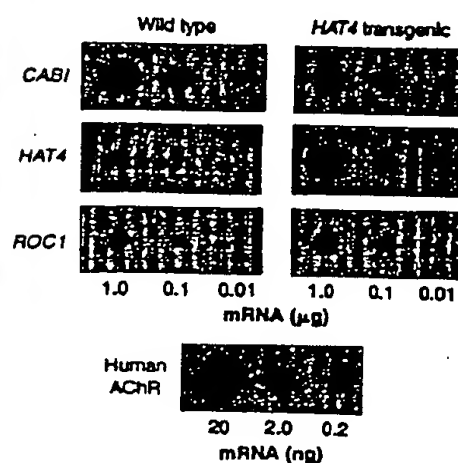 Wild type HAT4 transgenic
CAB1
HAT4
ROC1
1.0 0.1 0.01 1.0 0.1 0.01
mRNA (µg)
Human
AChR
20 2.0 0.2
mRNA (ng)